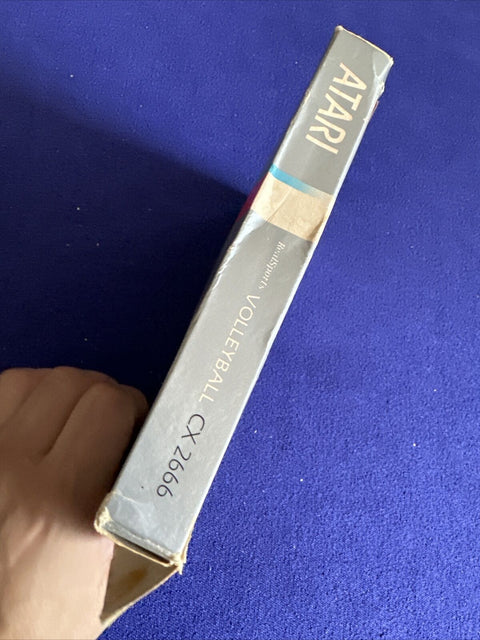 ATARI
RealSports VOLLEYBALL CX 2666